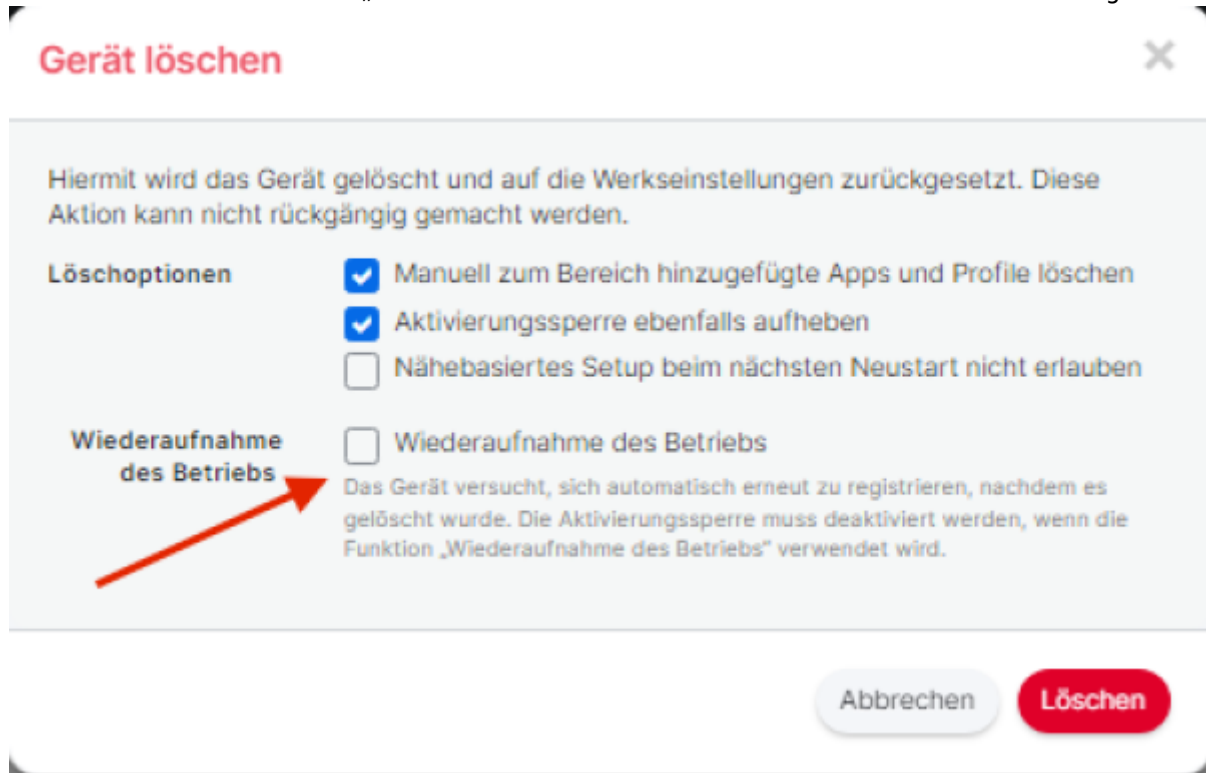 Gerät löschen
Hiermit wird das Gerät gelöscht und auf die Werkseinstellungen zurückgesetzt. Diese
Aktion kann nicht rückgängig gemacht werden.
Löschoptionen
Manuell zum Bereich hinzugefügte Apps und Profile löschen
Aktivierungssperre ebenfalls aufheben
Nähebasiertes Setup beim nächsten Neustart nicht erlauben
Wiederaufnahme
des Betriebs
Wiederaufnahme des Betriebs
Das Gerät versucht, sich automatisch erneut zu registrieren, nachdem es
gelöscht wurde. Die Aktivierungssperre muss deaktiviert werden, wenn die
Funktion „Wiederaufnahme des Betriebs" verwendet wird.
Abbrechen
Löschen